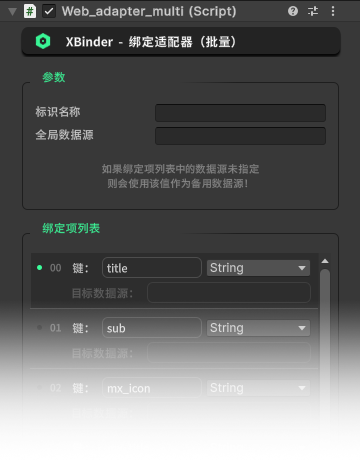 Web_adapter_multi (Script)
XBinder - 绑定适配器（批量）
参数
标识名称
全局数据源
如果绑定项列表中的数据源未指定
则会使用该值作为备用数据源！
绑定项列表
00 键： title String
目标数据源：
01 键： sub String
目标数据源：
02 键： mx_icon String